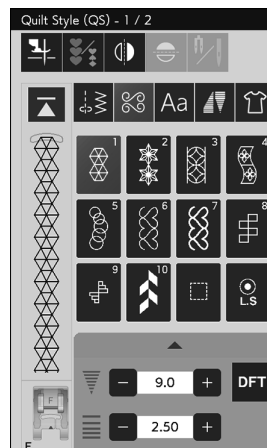 Quilt Style (QS) - 1 / 2
Aa
1 2 3 4
5 6 7 8
9 10 L.S
F
− 9.0 + DFT
− 2.50 +
F